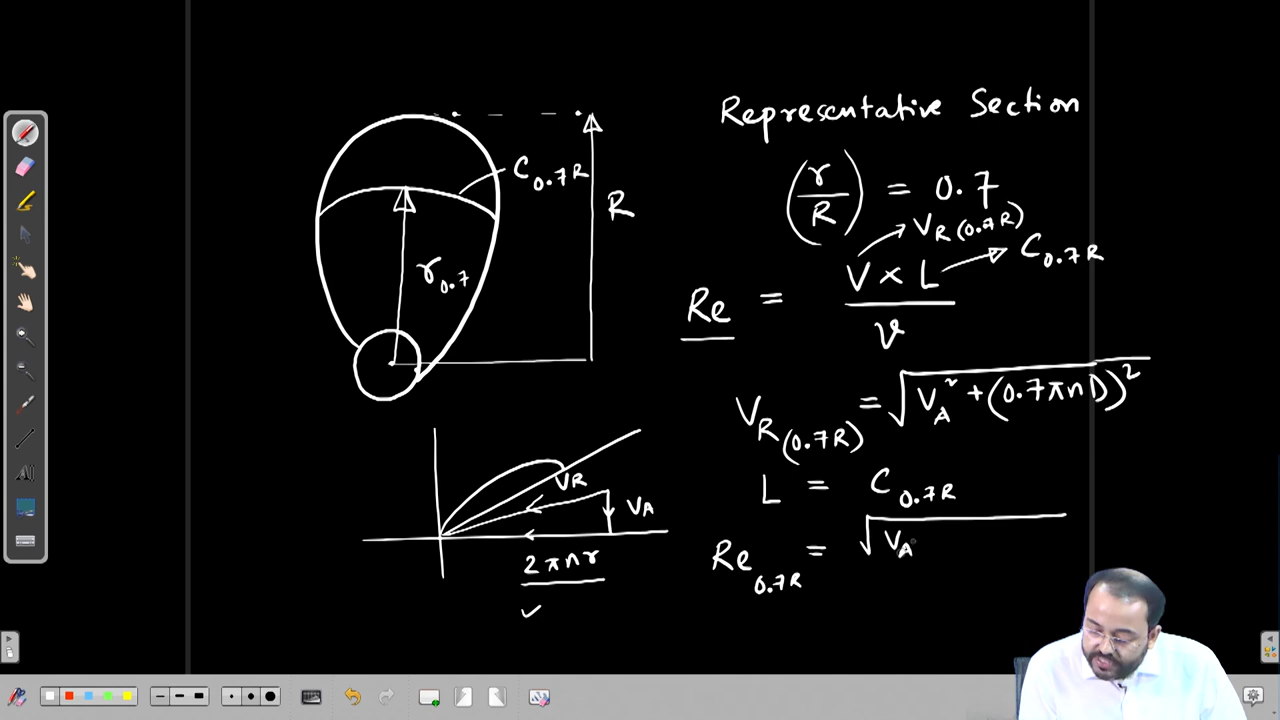 Representative Section
C0.7R
R
(r/R) = 0.7
VR(0.7R)
C0.7R
r0.7
Re = V × L / ν
VR(0.7R) = √VA² + (0.7πnD)²
VR
VA
L = C0.7R
2πnr
Re0.7R = √VA